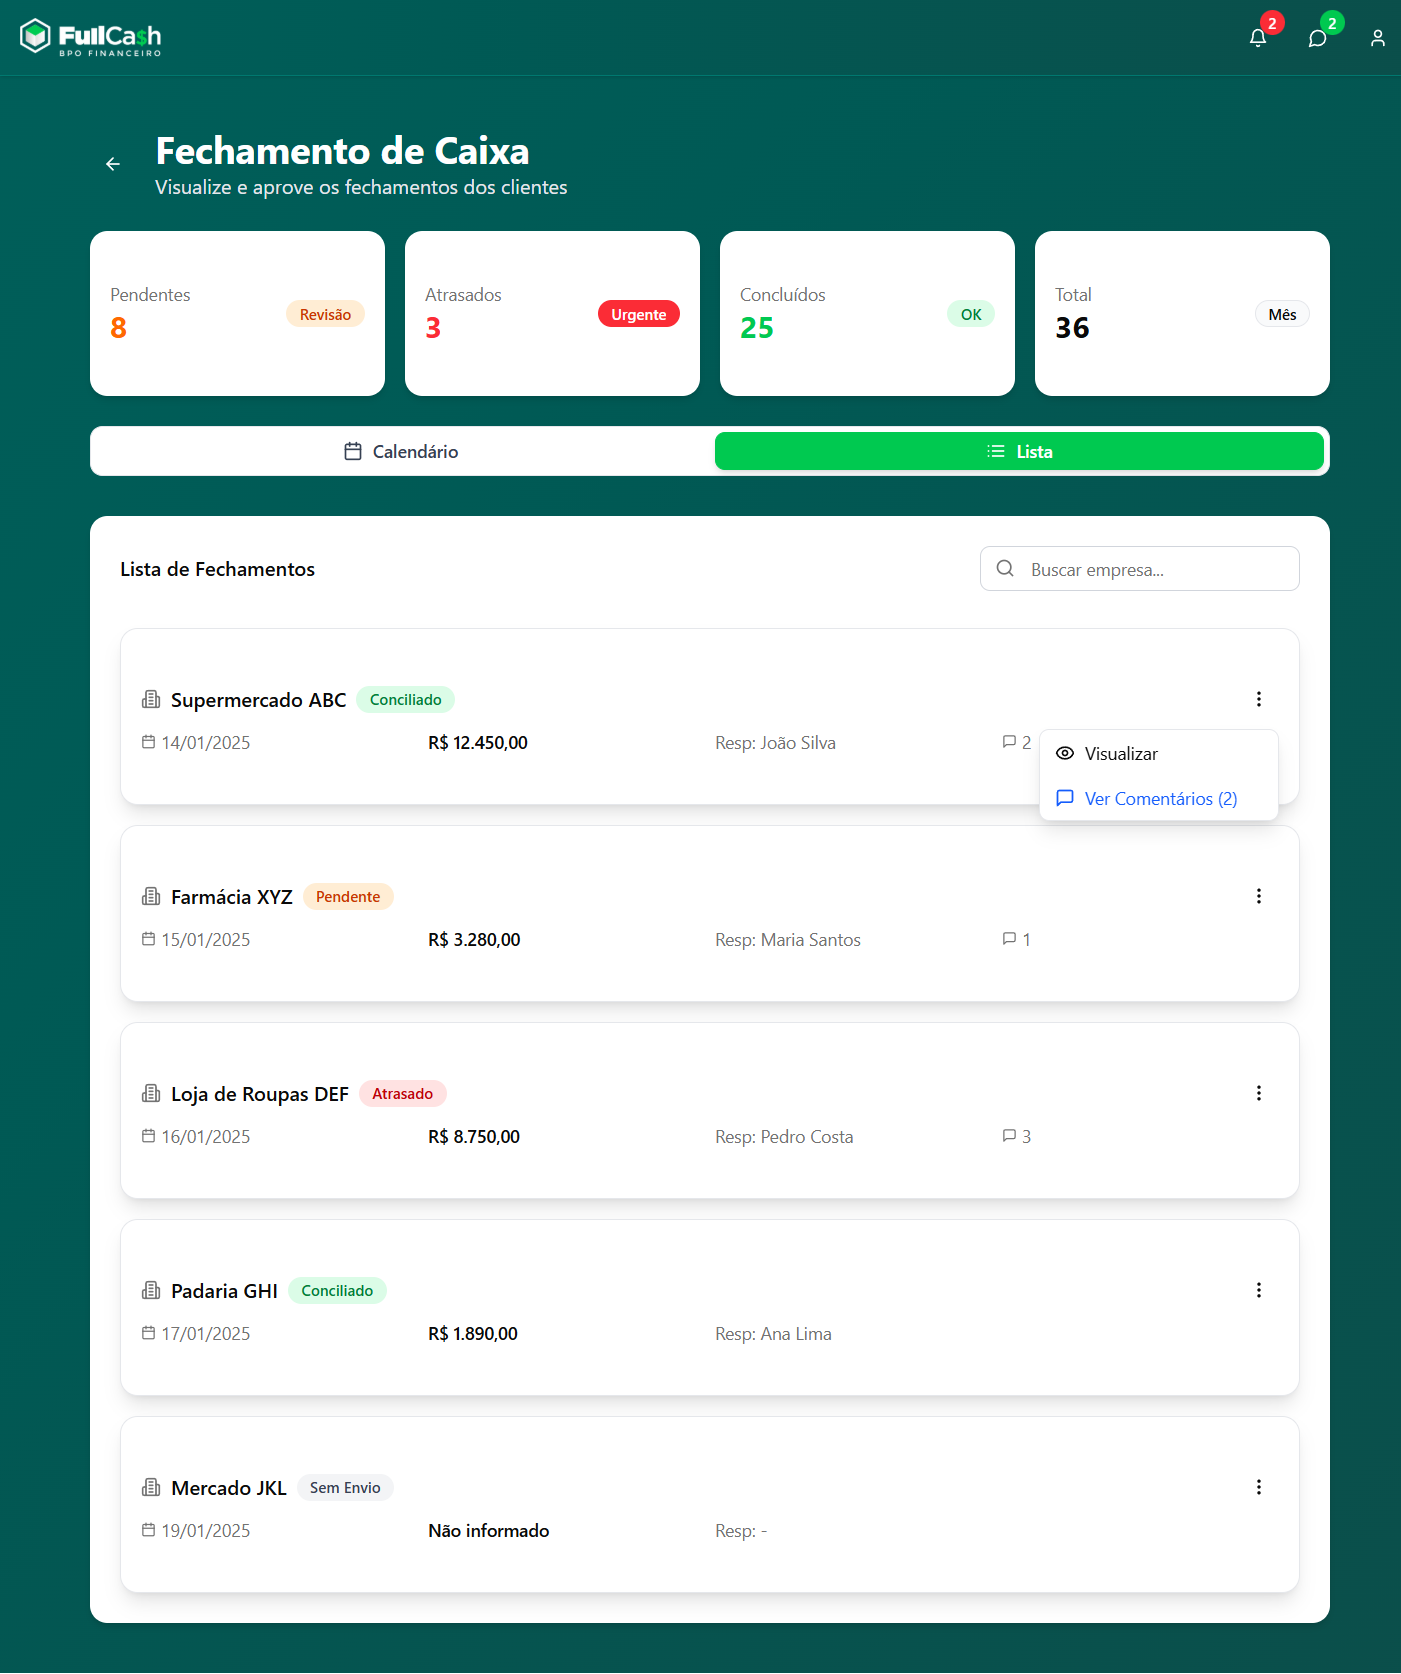 FullCa$h
BPO FINANCEIRO
2
2
Fechamento de Caixa
Visualize e aprove os fechamentos dos clientes
Pendentes
8
Revisão
Atrasados
3
Urgente
Concluídos
25
OK
Total
36
Mês
Calendário
Lista
Lista de Fechamentos
Buscar empresa...
Supermercado ABC
Conciliado
14/01/2025
R$ 12.450,00
Resp: João Silva
2
Visualizar
Ver Comentários (2)
Farmácia XYZ
Pendente
15/01/2025
R$ 3.280,00
Resp: Maria Santos
1
Loja de Roupas DEF
Atrasado
16/01/2025
R$ 8.750,00
Resp: Pedro Costa
3
Padaria GHI
Conciliado
17/01/2025
R$ 1.890,00
Resp: Ana Lima
Mercado JKL
Sem Envio
19/01/2025
Não informado
Resp: -